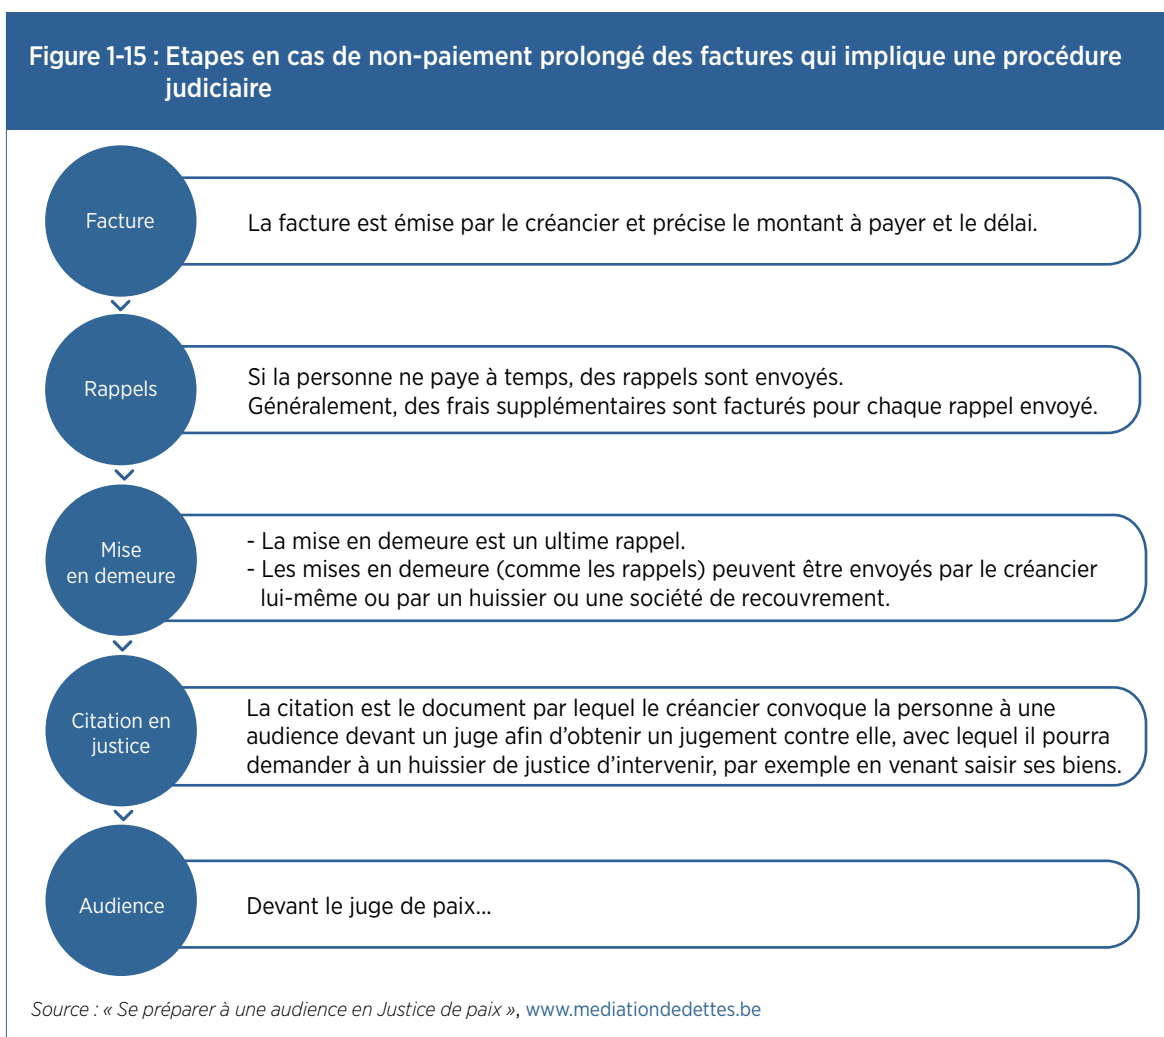 Figure 1-15 : Etapes en cas de non-paiement prolongé des factures qui implique une procédure
judiciaire
Facture
La facture est émise par le créancier et précise le montant à payer et le délai.
Rappels
Si la personne ne paye à temps, des rappels sont envoyés.
Généralement, des frais supplémentaires sont facturés pour chaque rappel envoyé.
Mise
en demeure
- La mise en demeure est un ultime rappel.
- Les mises en demeure (comme les rappels) peuvent être envoyés par le créancier
lui-même ou par un huissier ou une société de recouvrement.
Citation en
justice
La citation est le document par lequel le créancier convoque la personne à une
audience devant un juge afin d’obtenir un jugement contre elle, avec lequel il pourra
demander à un huissier de justice d’intervenir, par exemple en venant saisir ses biens.
Audience
Devant le juge de paix...
Source : « Se préparer à une audience en Justice de paix », www.mediationdedettes.be